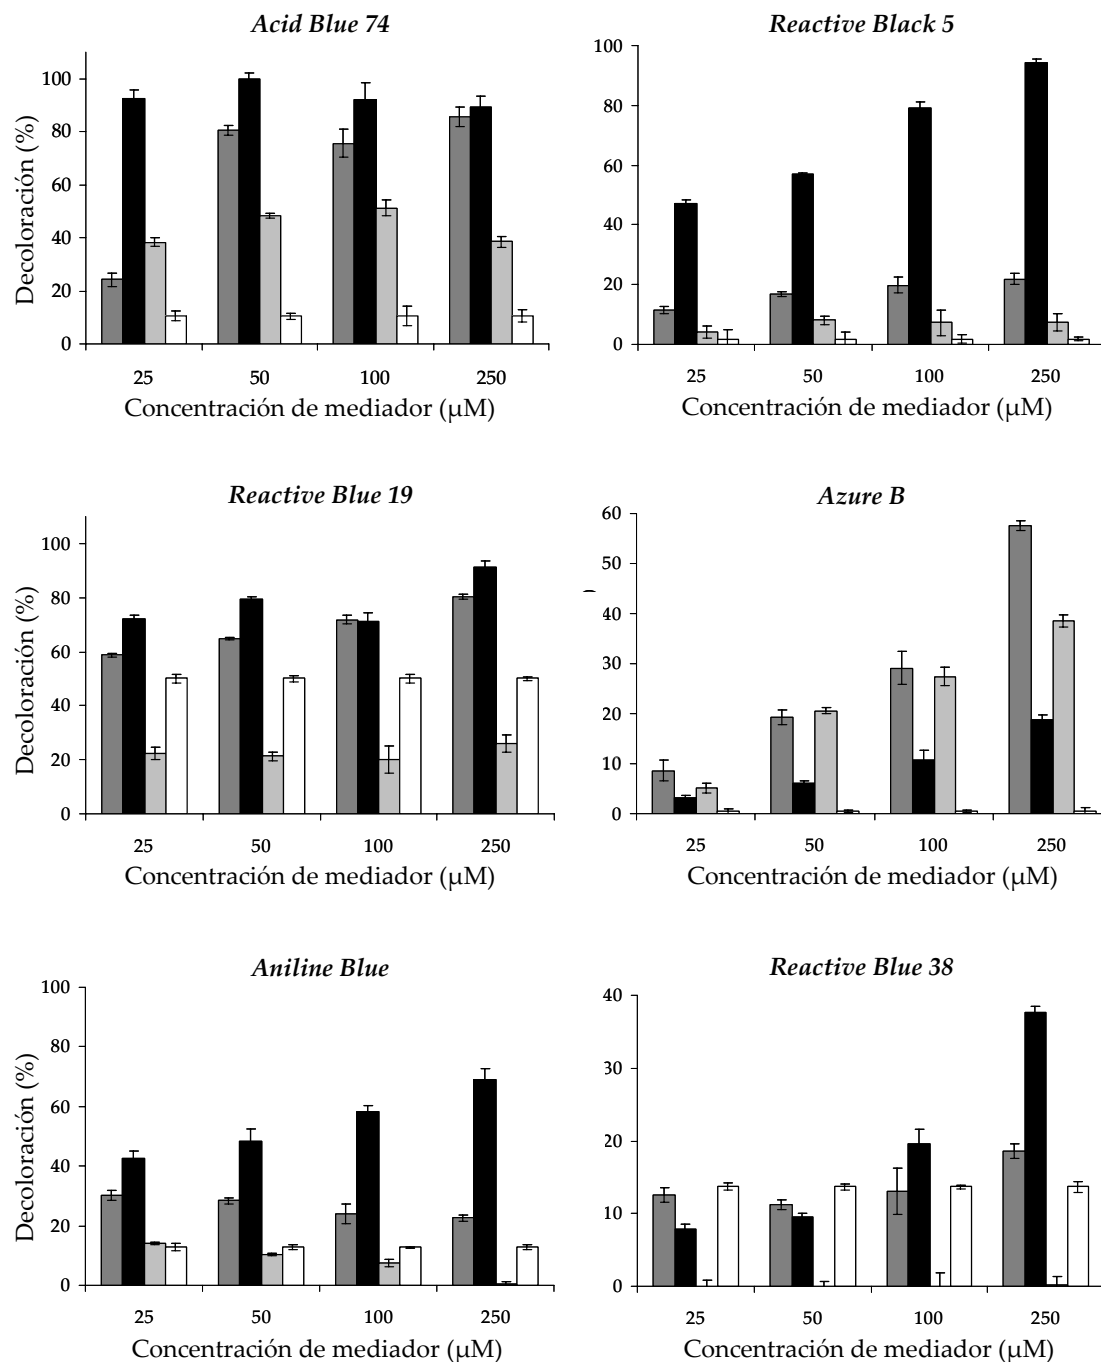 Acid Blue 74
Decoloración (%)
100
80
60
40
20
0
25 50 100 250
Concentración de mediador (µM)
Reactive Black 5
100
80
60
40
20
0
25 50 100 250
Concentración de mediador (µM)
Reactive Blue 19
Decoloración (%)
100
80
60
40
20
0
25 50 100 250
Concentración de mediador (µM)
Azure B
)
60
50
40
30
20
10
0
25 50 100 250
Concentración de mediador (µM)
Aniline Blue
Decoloración (%)
100
80
60
40
20
0
25 50 100 250
Concentración de mediador (µM)
Reactive Blue 38
40
30
20
10
0
25 50 100 250
Concentración de mediador (µM)